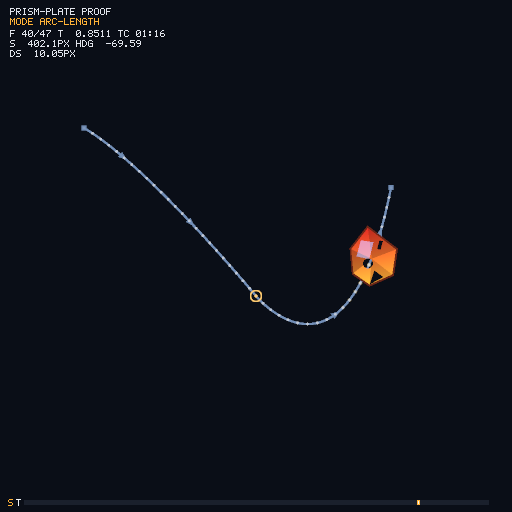 PRISM-PLATE PROOF
MODE ARC-LENGTH
F 40/47 T  0.8511 TC 01:16
S  402.1PX HDG  -69.59
DS  10.05PX
ST